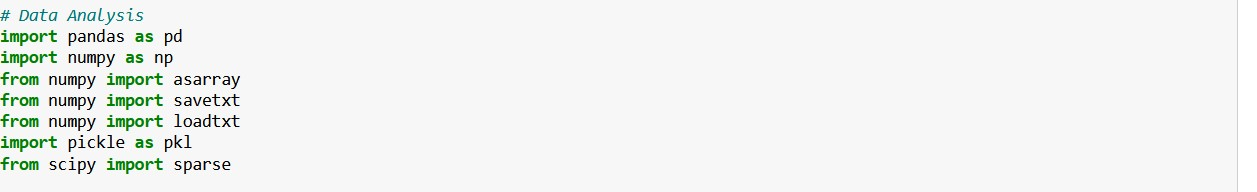 # Data Analysis
import pandas as pd
import numpy as np
from numpy import asarray
from numpy import savetxt
from numpy import loadtxt
import pickle as pkl
from scipy import sparse